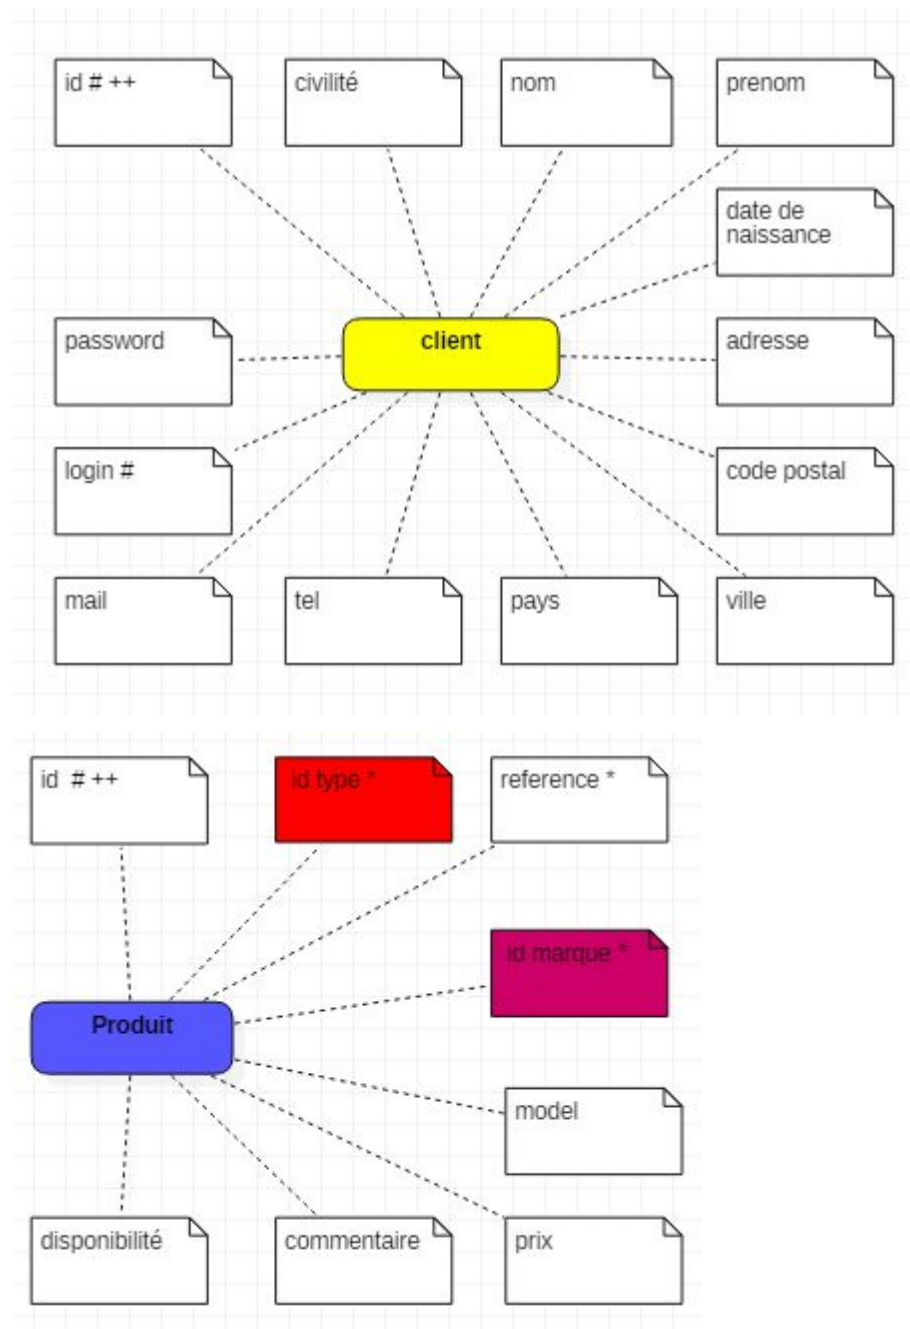 id # ++
civilité
nom
prenom
date de
naissance
password
client
adresse
login #
code postal
mail
tel
pays
ville
id # ++
id type *
reference *
id marque *
Produit
model
disponibilité
commentaire
prix